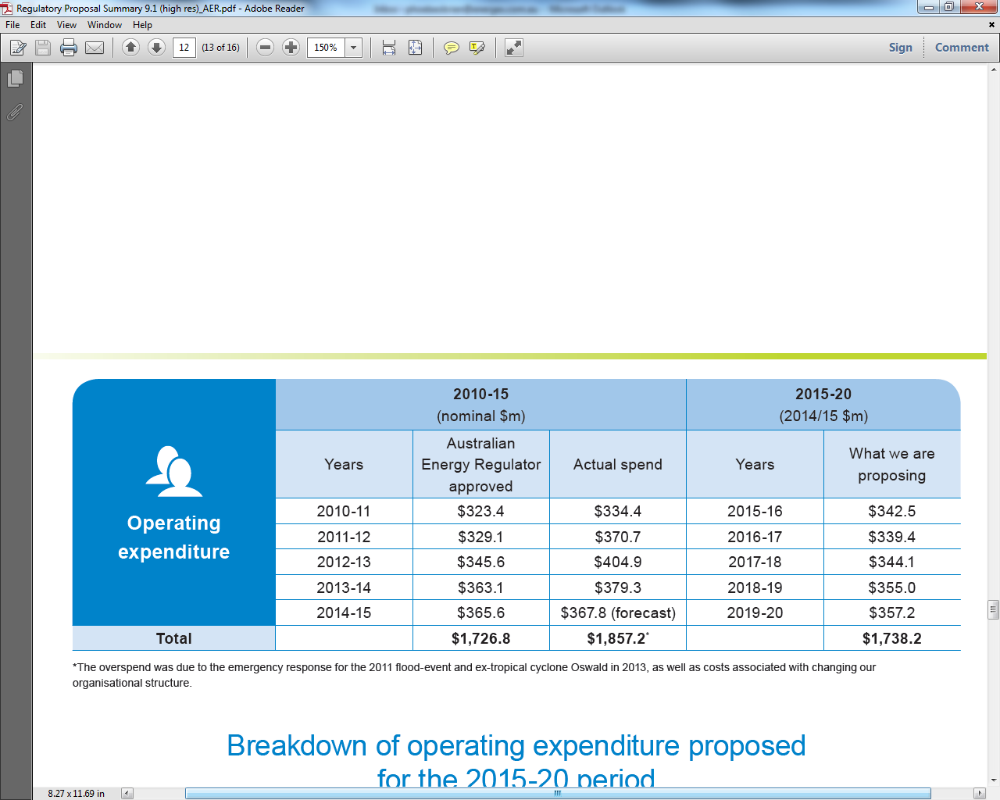 Regulatory Proposal Summary 9.1 (high res)_AER.pdf - Adobe Reader
File Edit View Window Help
12 (13 of 16) 150% Sign Comment
2010-15 2015-20
(nominal $m) (2014/15 $m)
Years Australian Energy Regulator approved Actual spend Years What we are proposing
Operating expenditure
2010-11 $323.4 $334.4 2015-16 $342.5
2011-12 $329.1 $370.7 2016-17 $339.4
2012-13 $345.6 $404.9 2017-18 $344.1
2013-14 $363.1 $379.3 2018-19 $355.0
2014-15 $365.6 $367.8 (forecast) 2019-20 $357.2
Total $1,726.8 $1,857.2* $1,738.2
*The overspend was due to the emergency response for the 2011 flood-event and ex-tropical cyclone Oswald in 2013, as well as costs associated with changing our
organisational structure.
Breakdown of operating expenditure proposed
for the 2015-20 period
8.27 x 11.69 in